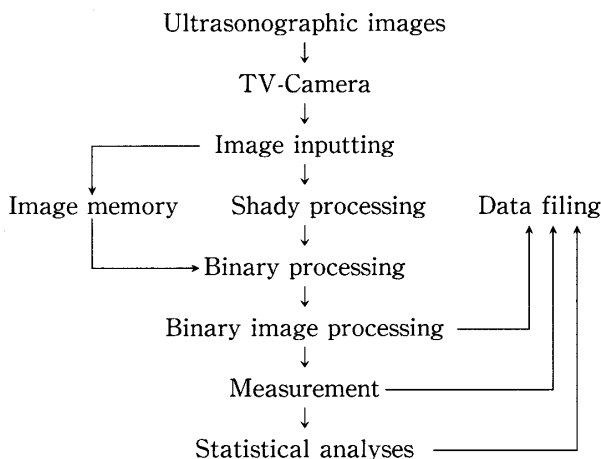 Ultrasonographic images
TV-Camera
Image inputting
Image memory
Shady processing
Data filing
Binary processing
Binary image processing
Measurement
Statistical analyses